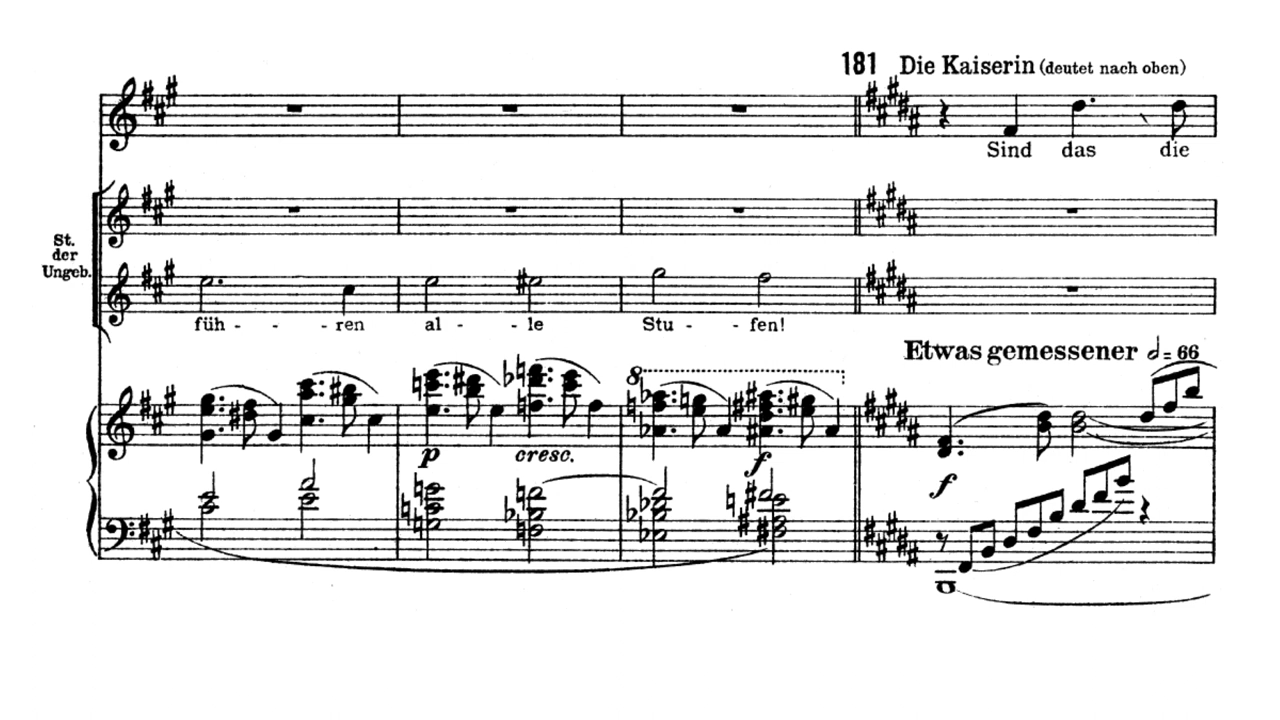 181 Die Kaiserin (deutet nach oben)
Sind das die
St.
der
Ungeb.
füh - - - ren al - - le Stu - - fen!
Etwas gemessener 𝅗𝅥 = 66
8
p cresc. f f